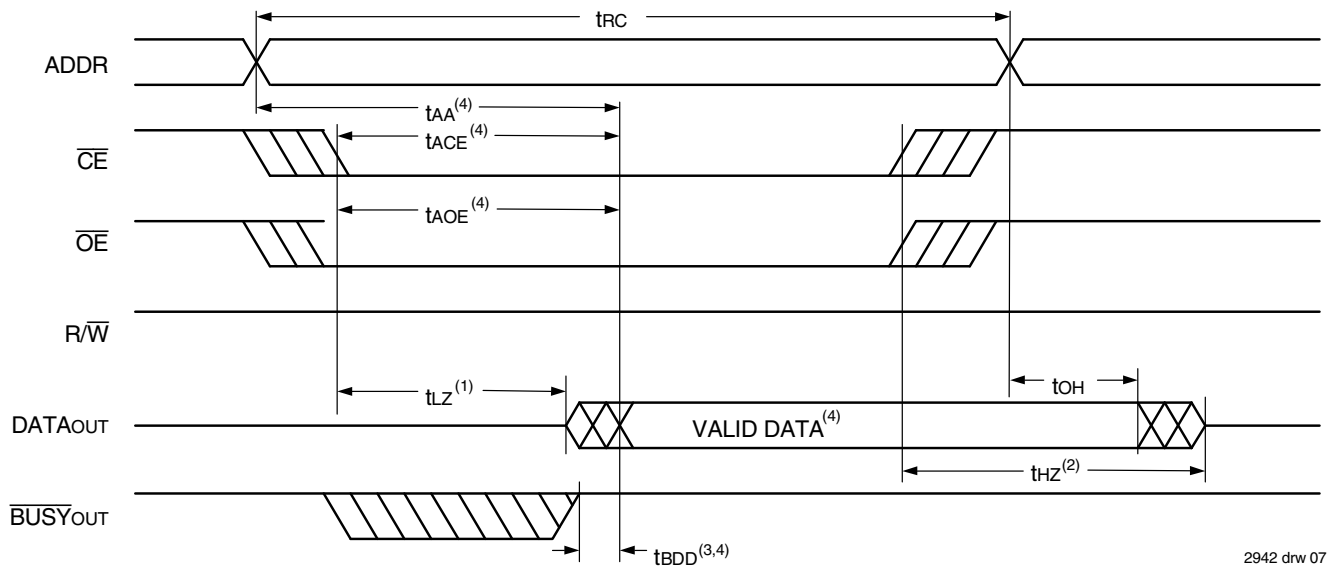 tRC
ADDR
tAA(4)
CE
tACE(4)
OE
tAOE(4)
R/W
tLZ(1)
tOH
DATAOUT
VALID DATA(4)
tHZ(2)
BUSYOUT
tBDD(3,4)
2942 drw 07